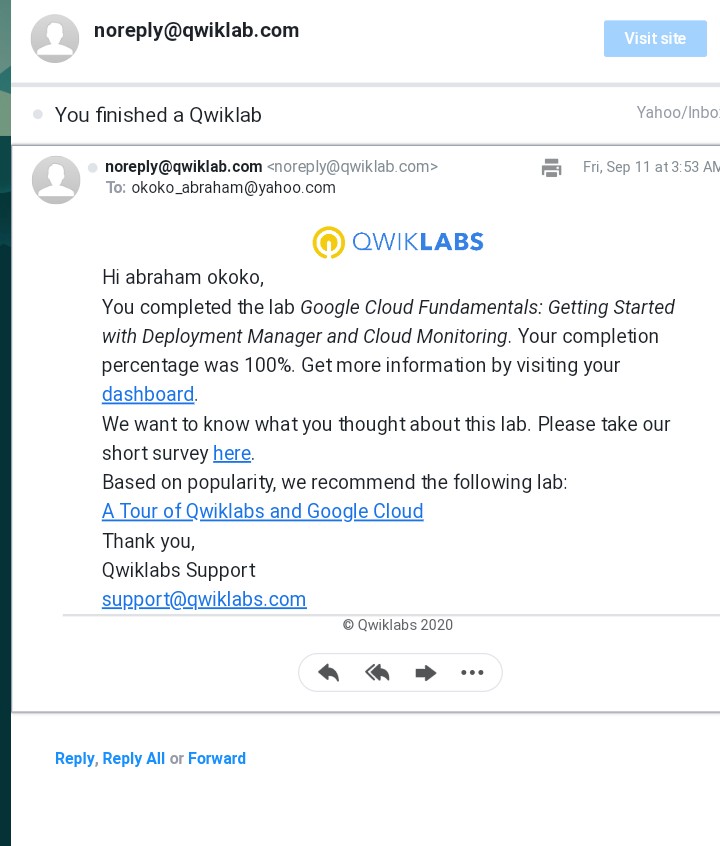 noreply@qwiklab.com
Visit site
You finished a Qwiklab
Yahoo/Inbo
noreply@qwiklab.com <noreply@qwiklab.com>
Fri, Sep 11 at 3:53 AM
To: okoko_abraham@yahoo.com
QWIKLABS
Hi abraham okoko,
You completed the lab Google Cloud Fundamentals: Getting Started
with Deployment Manager and Cloud Monitoring. Your completion
percentage was 100%. Get more information by visiting your
dashboard.
We want to know what you thought about this lab. Please take our
short survey here.
Based on popularity, we recommend the following lab:
A Tour of Qwiklabs and Google Cloud
Thank you,
Qwiklabs Support
support@qwiklabs.com
© Qwiklabs 2020
Reply, Reply All or Forward